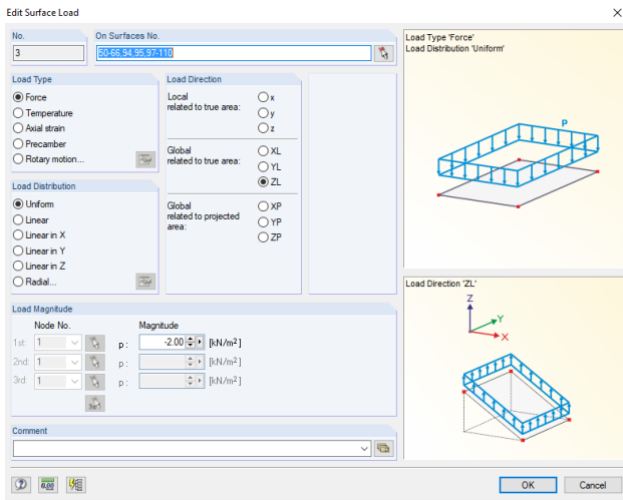 Edit Surface Load
No.
3
On Surfaces No.
50-66,94,95,97-110
Load Type
Force
Temperature
Axial strain
Precamber
Rotary motion...
Load Direction
Local
related to true area:
x
y
z
Global
related to true area:
XL
YL
ZL
Global
related to projected
area:
XP
YP
ZP
Load Distribution
Uniform
Linear
Linear in X
Linear in Y
Linear in Z
Radial...
Load Magnitude
Node No. Magnitude
1st: 1 p: -2.00 [kN/m2]
2nd: 1 p: [kN/m2]
3rd: 1 p: [kN/m2]
Comment
Load Type 'Force'
Load Distribution 'Uniform'
P
Load Direction 'ZL'
Z
Y
X
0.00
OK Cancel